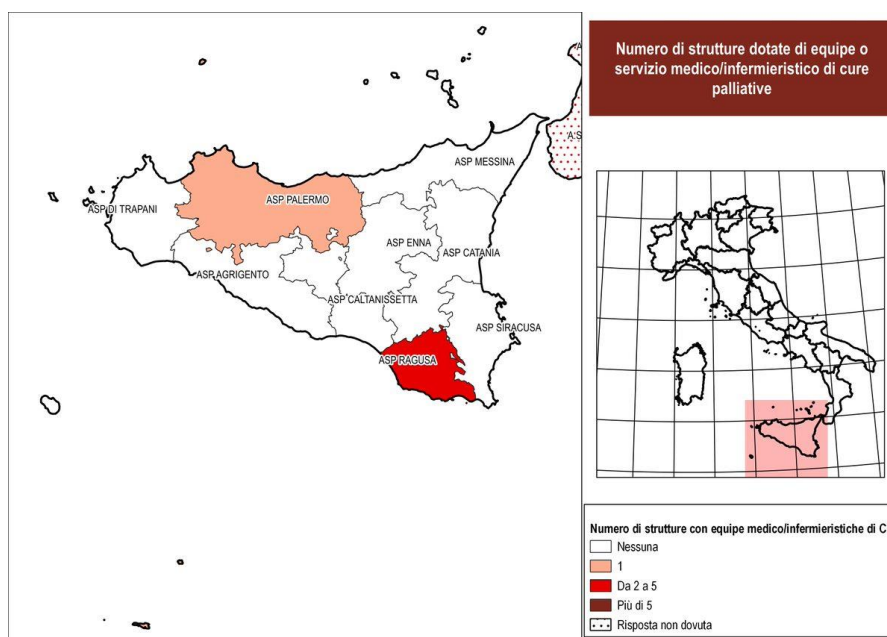 Numero di strutture dotate di equipe o
servizio medico/infermieristico di cure
palliative
ASP MESSINA
ASP DI TRAPANI
ASP PALERMO
ASP ENNA
ASP CATANIA
ASP AGRIGENTO
ASP CALTANISSETTA
ASP SIRACUSA
ASP RAGUSA
Numero di strutture con equipe medico/infermieristiche di C
Nessuna
1
Da 2 a 5
Più di 5
Risposta non dovuta